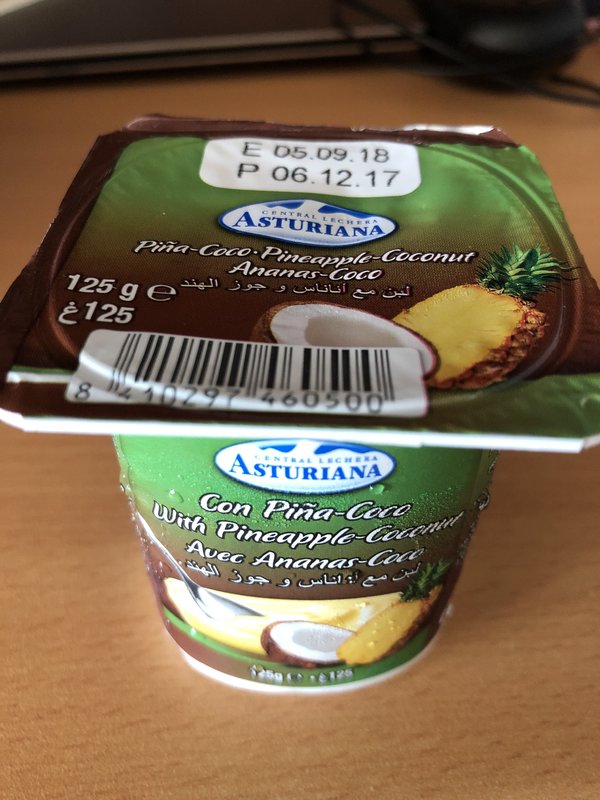 E 05.09.18
P 06.12.17
CENTRAL LECHERA
ASTURIANA
Piña-Coco·Pineapple-Coconut
Ananas-Coco
لبن مع أناناس و جوز الهند
125 g ℮
125 غ
8 410297 460500
CENTRAL LECHERA
ASTURIANA
Con Piña-Coco
With Pineapple-Coconut
Avec Ananas-Coco
لبن مع أناناس و جوز الهند
125g ℮ · 125 غ